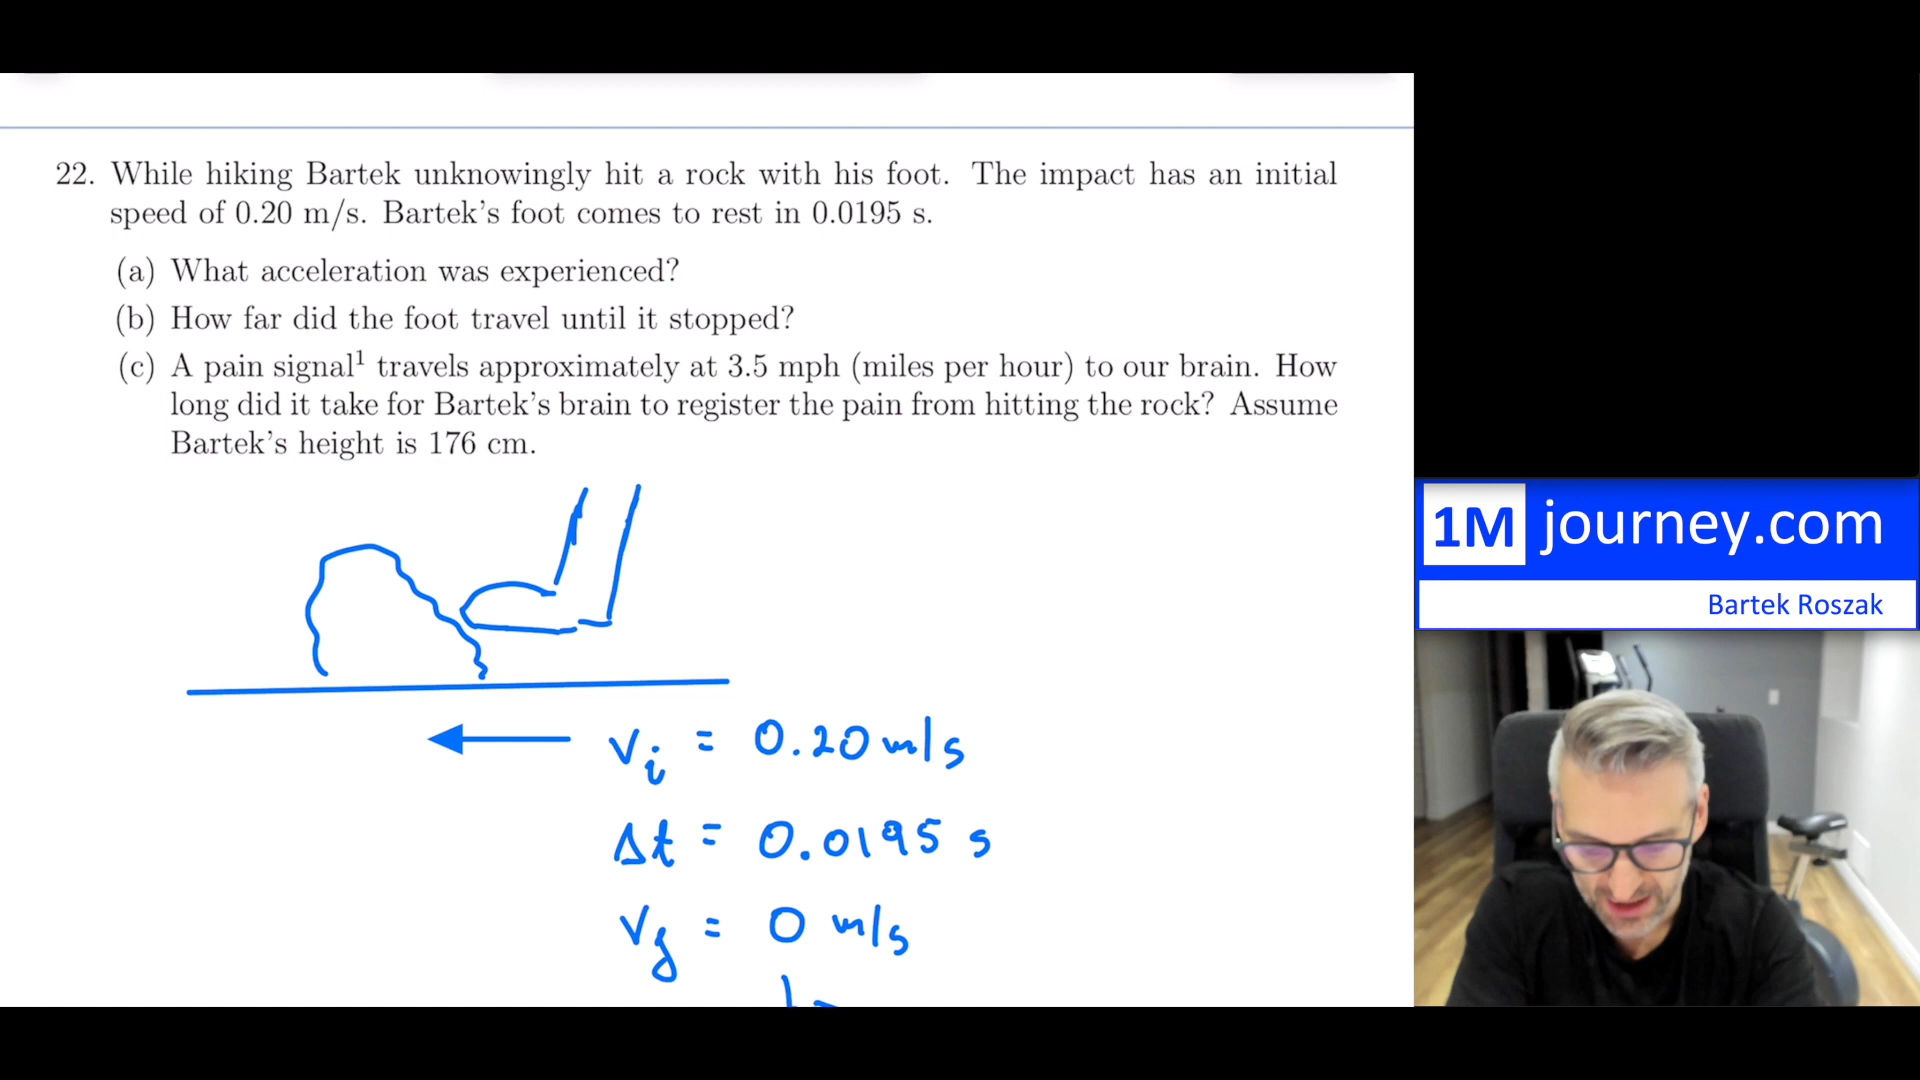 22. While hiking Bartek unknowingly hit a rock with his foot. The impact has an initial
speed of 0.20 m/s. Bartek's foot comes to rest in 0.0195 s.
(a) What acceleration was experienced?
(b) How far did the foot travel until it stopped?
(c) A pain signal¹ travels approximately at 3.5 mph (miles per hour) to our brain. How
long did it take for Bartek's brain to register the pain from hitting the rock? Assume
Bartek's height is 176 cm.
vᵢ = 0.20 m/s
Δt = 0.0195 s
v_f = 0 m/s
1M journey.com
Bartek Roszak